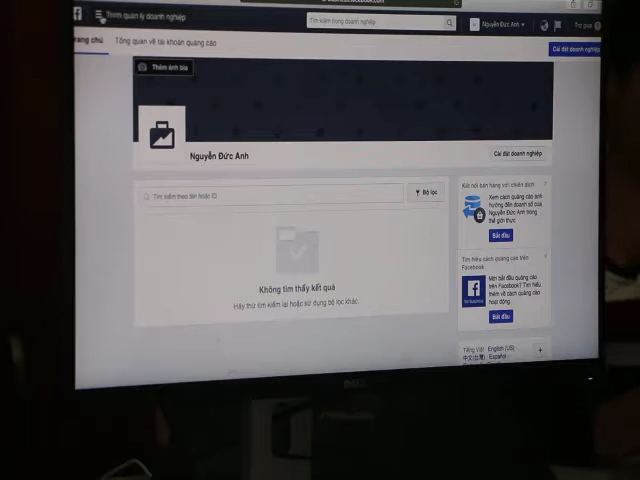 business.facebook.com
Trình quản lý doanh nghiệp
Tìm kiếm trong doanh nghiệp
Nguyễn Đức Anh
Trợ giúp
Trang chủ
Tổng quan về tài khoản quảng cáo
Cài đặt doanh nghiệp
Thêm ảnh bìa
Nguyễn Đức Anh
Cài đặt doanh nghiệp
Tìm kiếm theo tên hoặc ID
Bộ lọc
Không tìm thấy kết quả
Hãy thử tìm kiếm lại hoặc sử dụng bộ lọc khác.
Kết nối bán hàng với chiến dịch
Xem cách quảng cáo ảnh
hưởng đến doanh số của
Nguyễn Đức Anh trong
thế giới thực.
Bắt đầu
Tìm hiểu cách quảng cáo trên
Facebook
Mới bắt đầu quảng cáo
trên Facebook? Tìm hiểu
thêm về cách quảng cáo
hoạt động.
Bắt đầu
Tiếng Việt English (US)
中文(台灣) Español
DELL